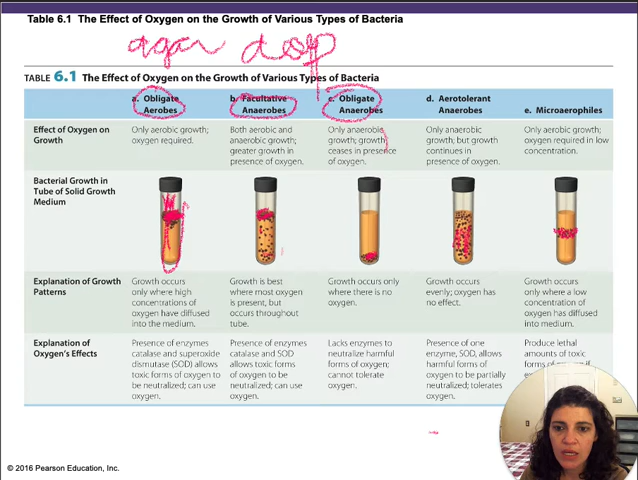 Table 6.1 The Effect of Oxygen on the Growth of Various Types of Bacteria
agar deep
TABLE 6.1 The Effect of Oxygen on the Growth of Various Types of Bacteria
a. Obligate Aerobes
b. Facultative Anaerobes
c. Obligate Anaerobes
d. Aerotolerant Anaerobes
e. Microaerophiles
Effect of Oxygen on
Growth
Only aerobic growth;
oxygen required.
Both aerobic and
anaerobic growth;
greater growth in
presence of oxygen.
Only anaerobic
growth; growth
ceases in presence
of oxygen.
Only anaerobic
growth; but growth
continues in
presence of oxygen.
Only aerobic growth;
oxygen required in low
concentration.
Bacterial Growth in
Tube of Solid Growth
Medium
Explanation of Growth
Patterns
Growth occurs
only where high
concentrations of
oxygen have diffused
into the medium.
Growth is best
where most oxygen
is present, but
occurs throughout
tube.
Growth occurs only
where there is no
oxygen.
Growth occurs
evenly; oxygen has
no effect.
Growth occurs
only where a low
concentration of
oxygen has diffused
into medium.
Explanation of
Oxygen's Effects
Presence of enzymes
catalase and superoxide
dismutase (SOD) allows
toxic forms of oxygen to
be neutralized; can use
oxygen.
Presence of enzymes
catalase and SOD
allows toxic forms
of oxygen to be
neutralized; can use
oxygen.
Lacks enzymes to
neutralize harmful
forms of oxygen;
cannot tolerate
oxygen.
Presence of one
enzyme, SOD, allows
harmful forms of
oxygen to be partially
neutralized; tolerates
oxygen.
Produce lethal
amounts of toxic
forms of if
© 2016 Pearson Education, Inc.